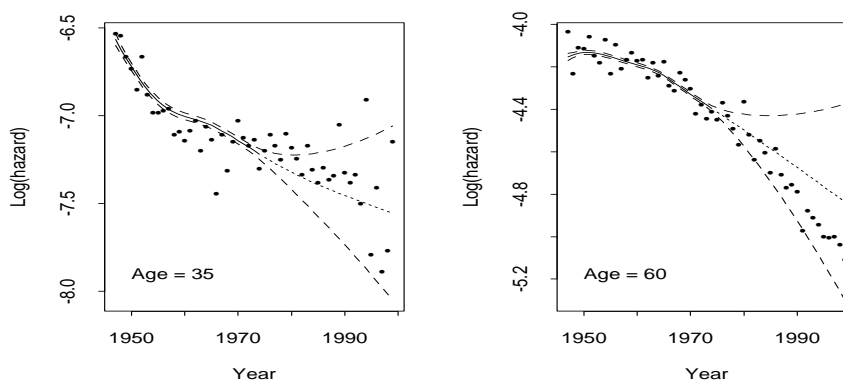 -6.5
-7.0
-7.5
-8.0
Log(hazard)
Age = 35
1950
1970
1990
Year
-4.0
-4.4
-4.8
-5.2
Log(hazard)
Age = 60
1950
1970
1990
Year